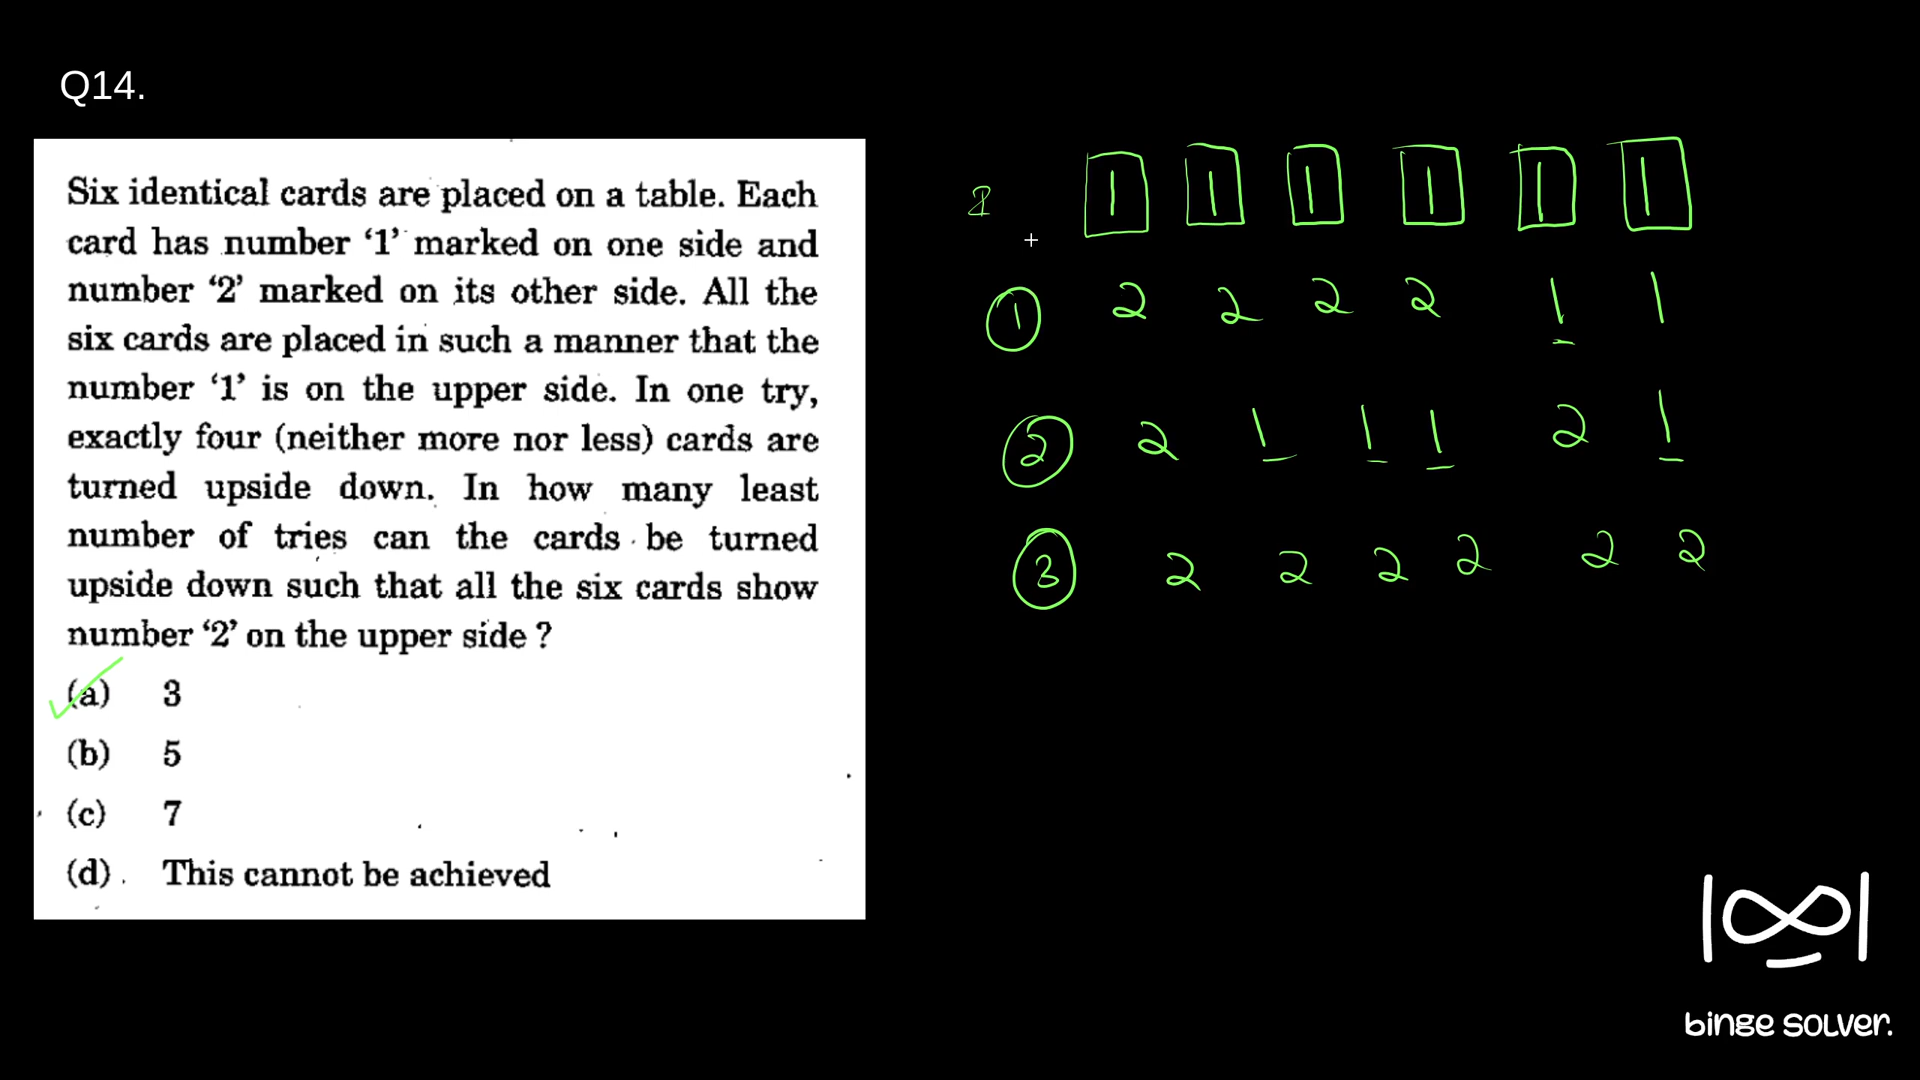 Q14.
Six identical cards are placed on a table. Each
card has number ‘1’ marked on one side and
number ‘2’ marked on its other side. All the
six cards are placed in such a manner that the
number ‘1’ is on the upper side. In one try,
exactly four (neither more nor less) cards are
turned upside down. In how many least
number of tries can the cards be turned
upside down such that all the six cards show
number ‘2’ on the upper side ?
(a) 3
(b) 5
(c) 7
(d) . This cannot be achieved
1 1 1 1 1 1
1 2 2 2 2 1 1
2 2 1 1 1 2 1
3 2 2 2 2 2 2
binge solver.